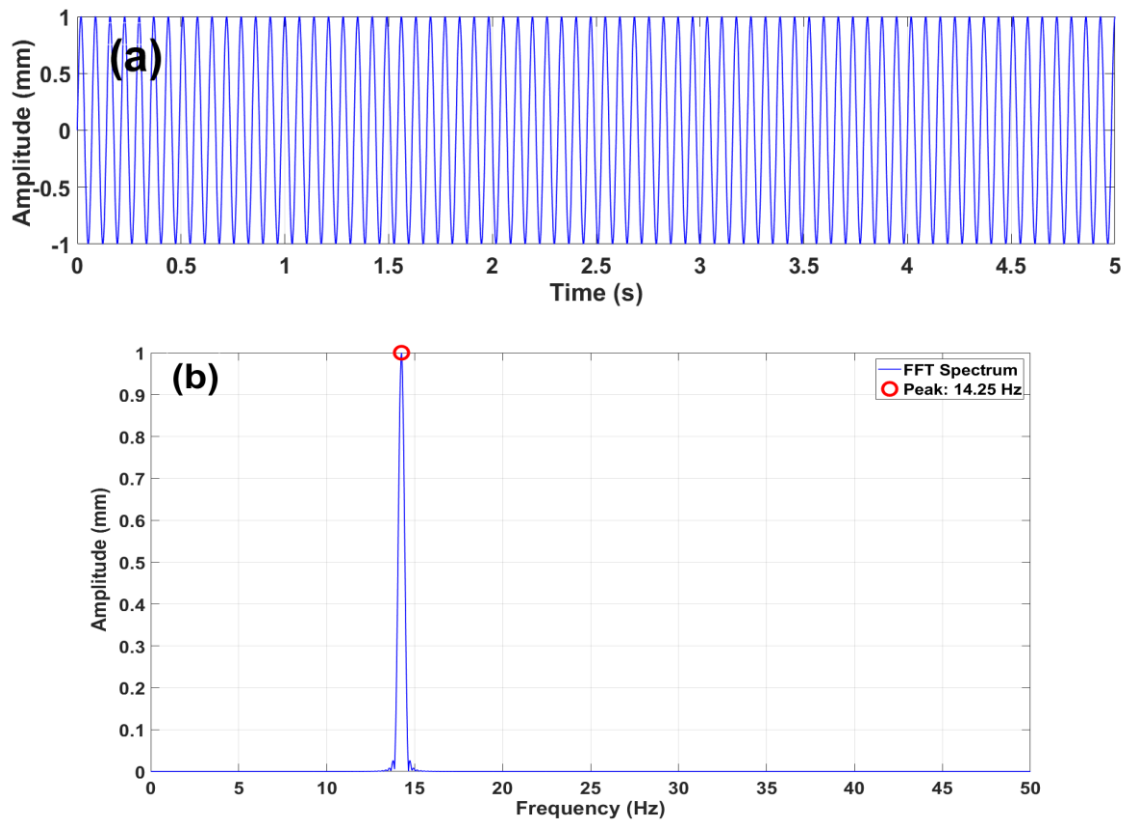 (a)
Amplitude (mm)
1
0.5
0
-0.5
-1
0 0.5 1 1.5 2 2.5 3 3.5 4 4.5 5
Time (s)
(b)
Amplitude (mm)
1
0.9
0.8
0.7
0.6
0.5
0.4
0.3
0.2
0.1
0
FFT Spectrum
Peak: 14.25 Hz
0 5 10 15 20 25 30 35 40 45 50
Frequency (Hz)